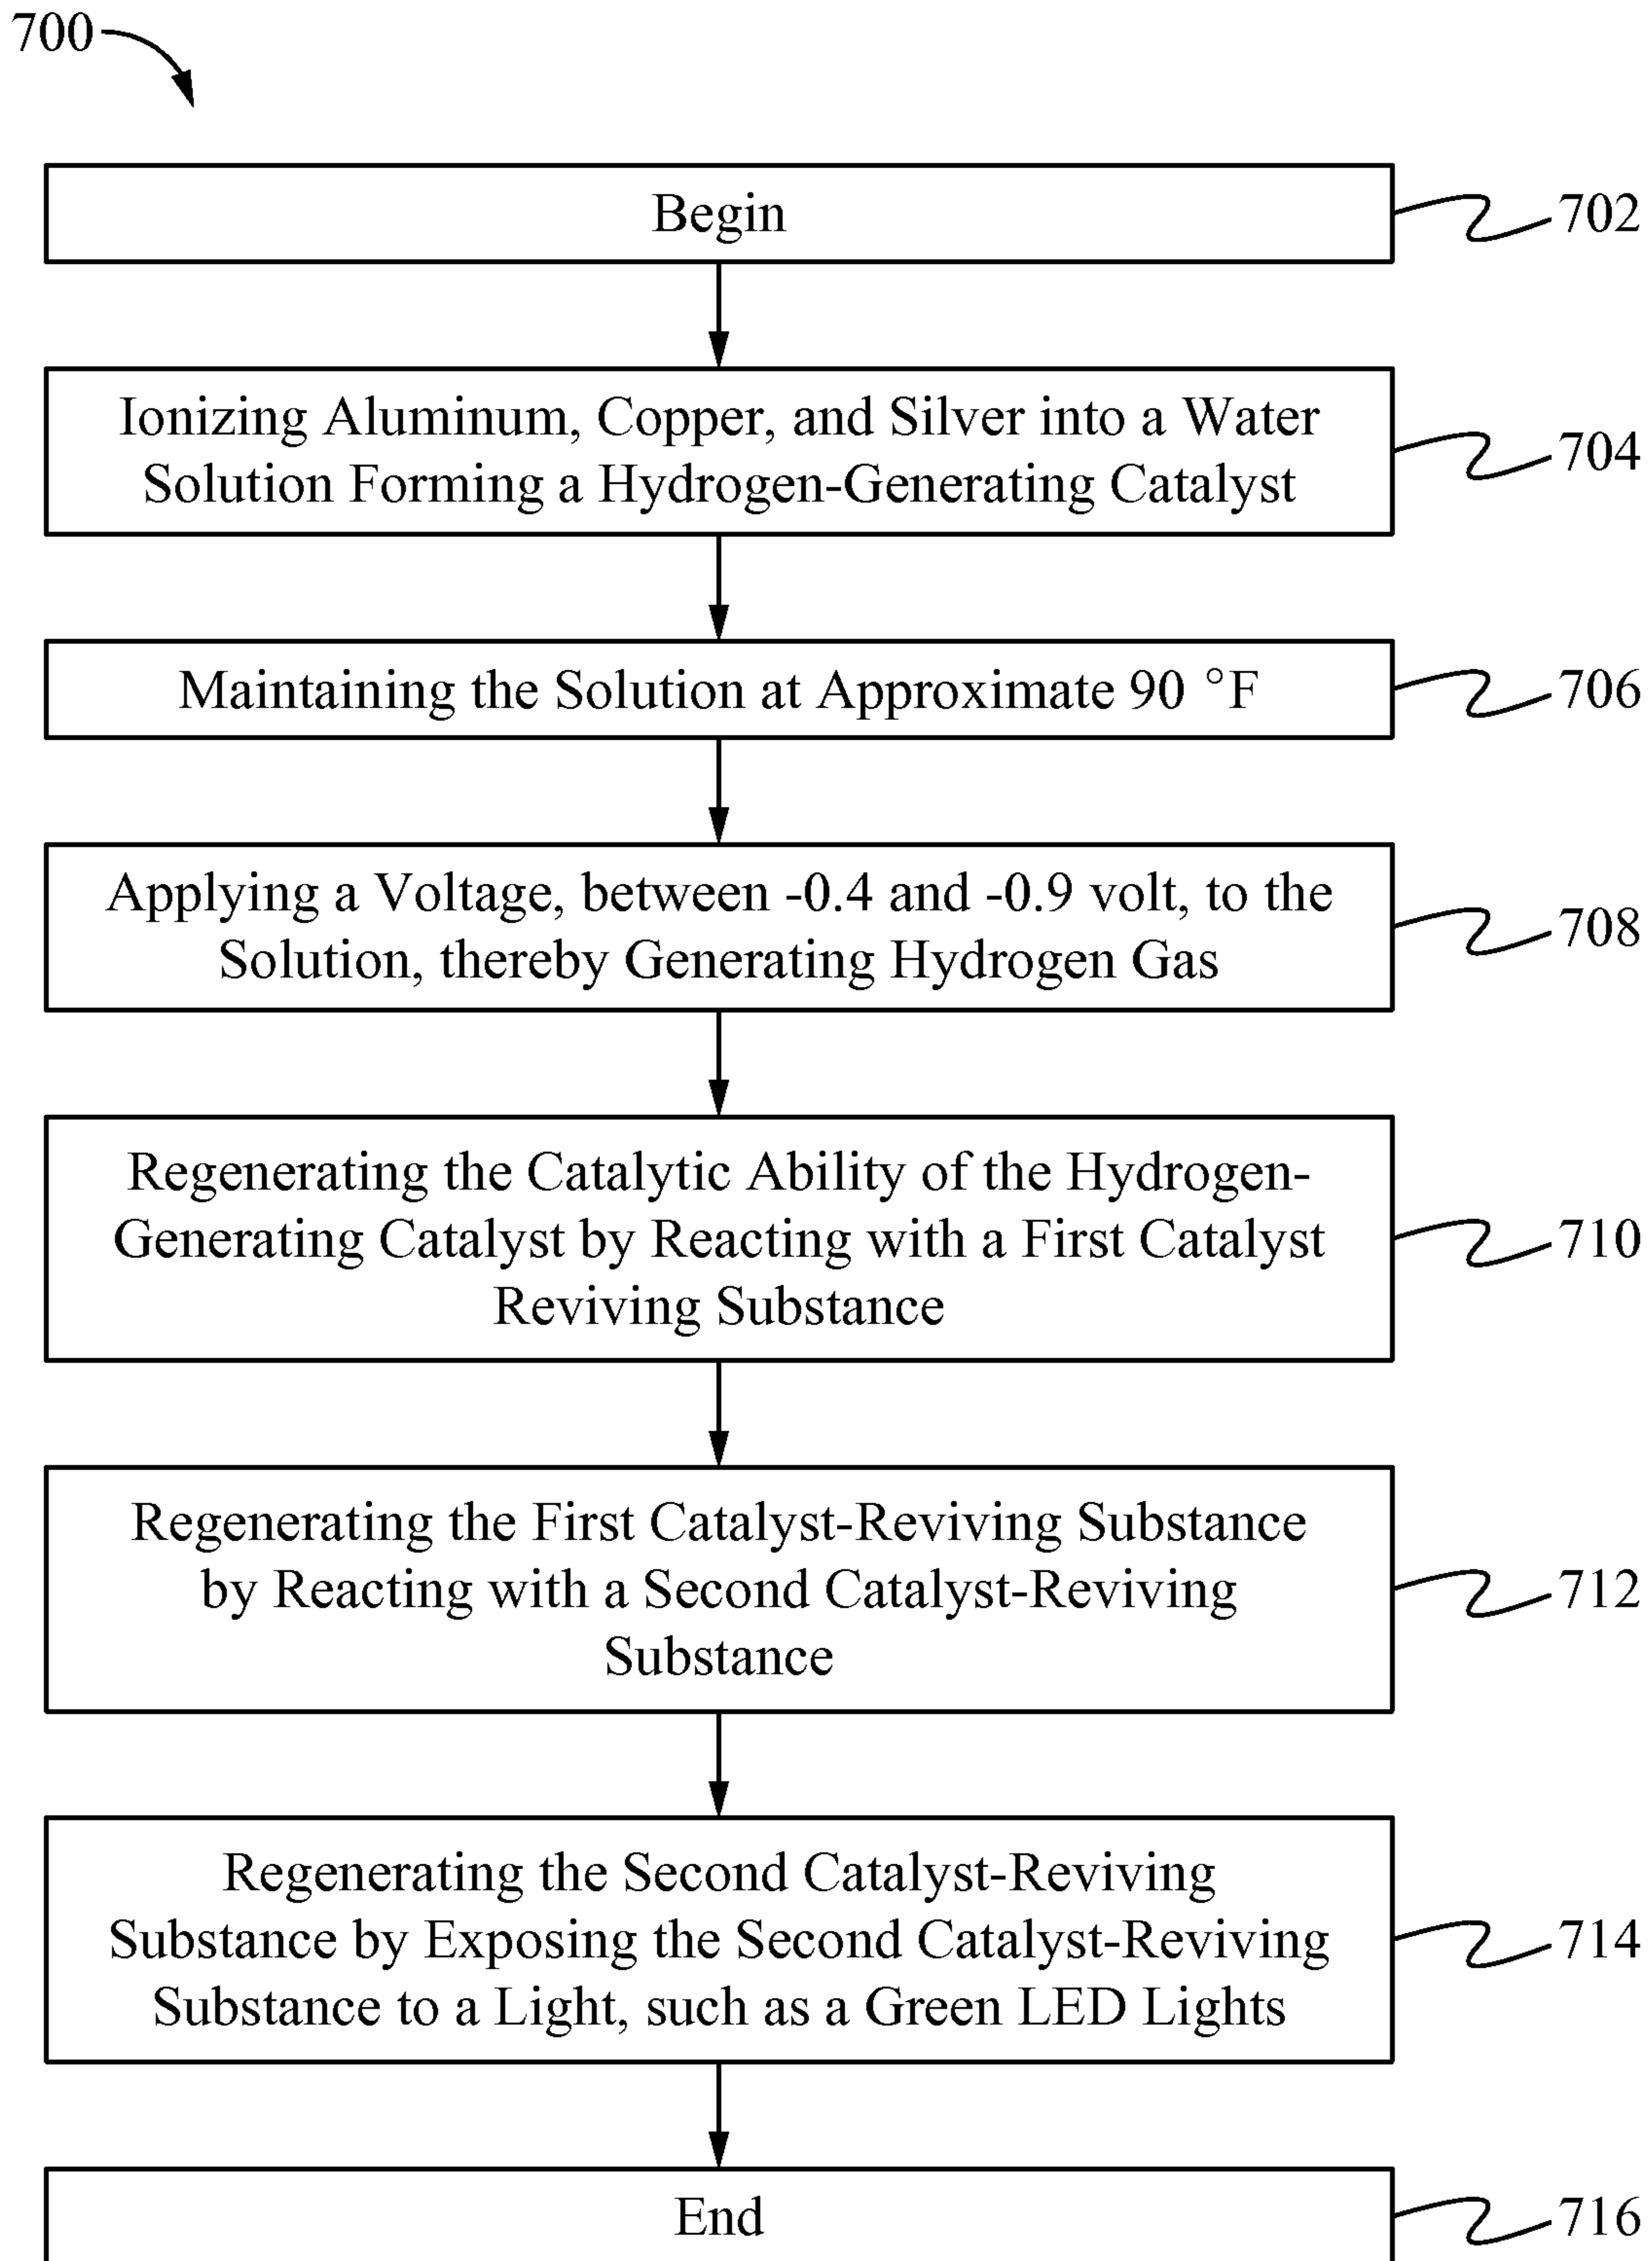 700
Begin
702
Ionizing Aluminum, Copper, and Silver into a Water
Solution Forming a Hydrogen-Generating Catalyst
704
Maintaining the Solution at Approximate 90 °F
706
Applying a Voltage, between -0.4 and -0.9 volt, to the
Solution, thereby Generating Hydrogen Gas
708
Regenerating the Catalytic Ability of the Hydrogen-
Generating Catalyst by Reacting with a First Catalyst
Reviving Substance
710
Regenerating the First Catalyst-Reviving Substance
by Reacting with a Second Catalyst-Reviving
Substance
712
Regenerating the Second Catalyst-Reviving
Substance by Exposing the Second Catalyst-Reviving
Substance to a Light, such as a Green LED Lights
714
End
716